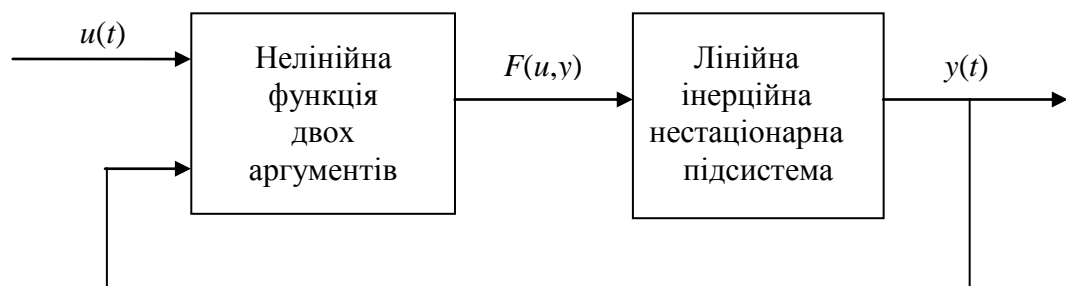 u(t)
Нелінійна
функція
двох
аргументів
F(u,y)
Лінійна
інерційна
нестаціонарна
підсистема
y(t)